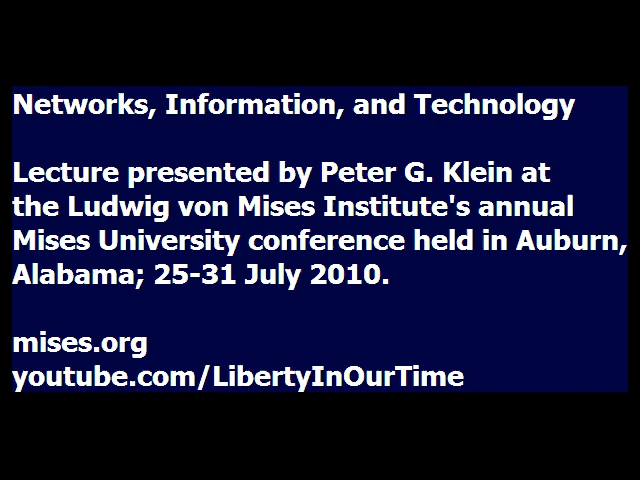 Networks, Information, and Technology
Lecture presented by Peter G. Klein at
the Ludwig von Mises Institute's annual
Mises University conference held in Auburn,
Alabama; 25-31 July 2010.
mises.org
youtube.com/LibertyInOurTime